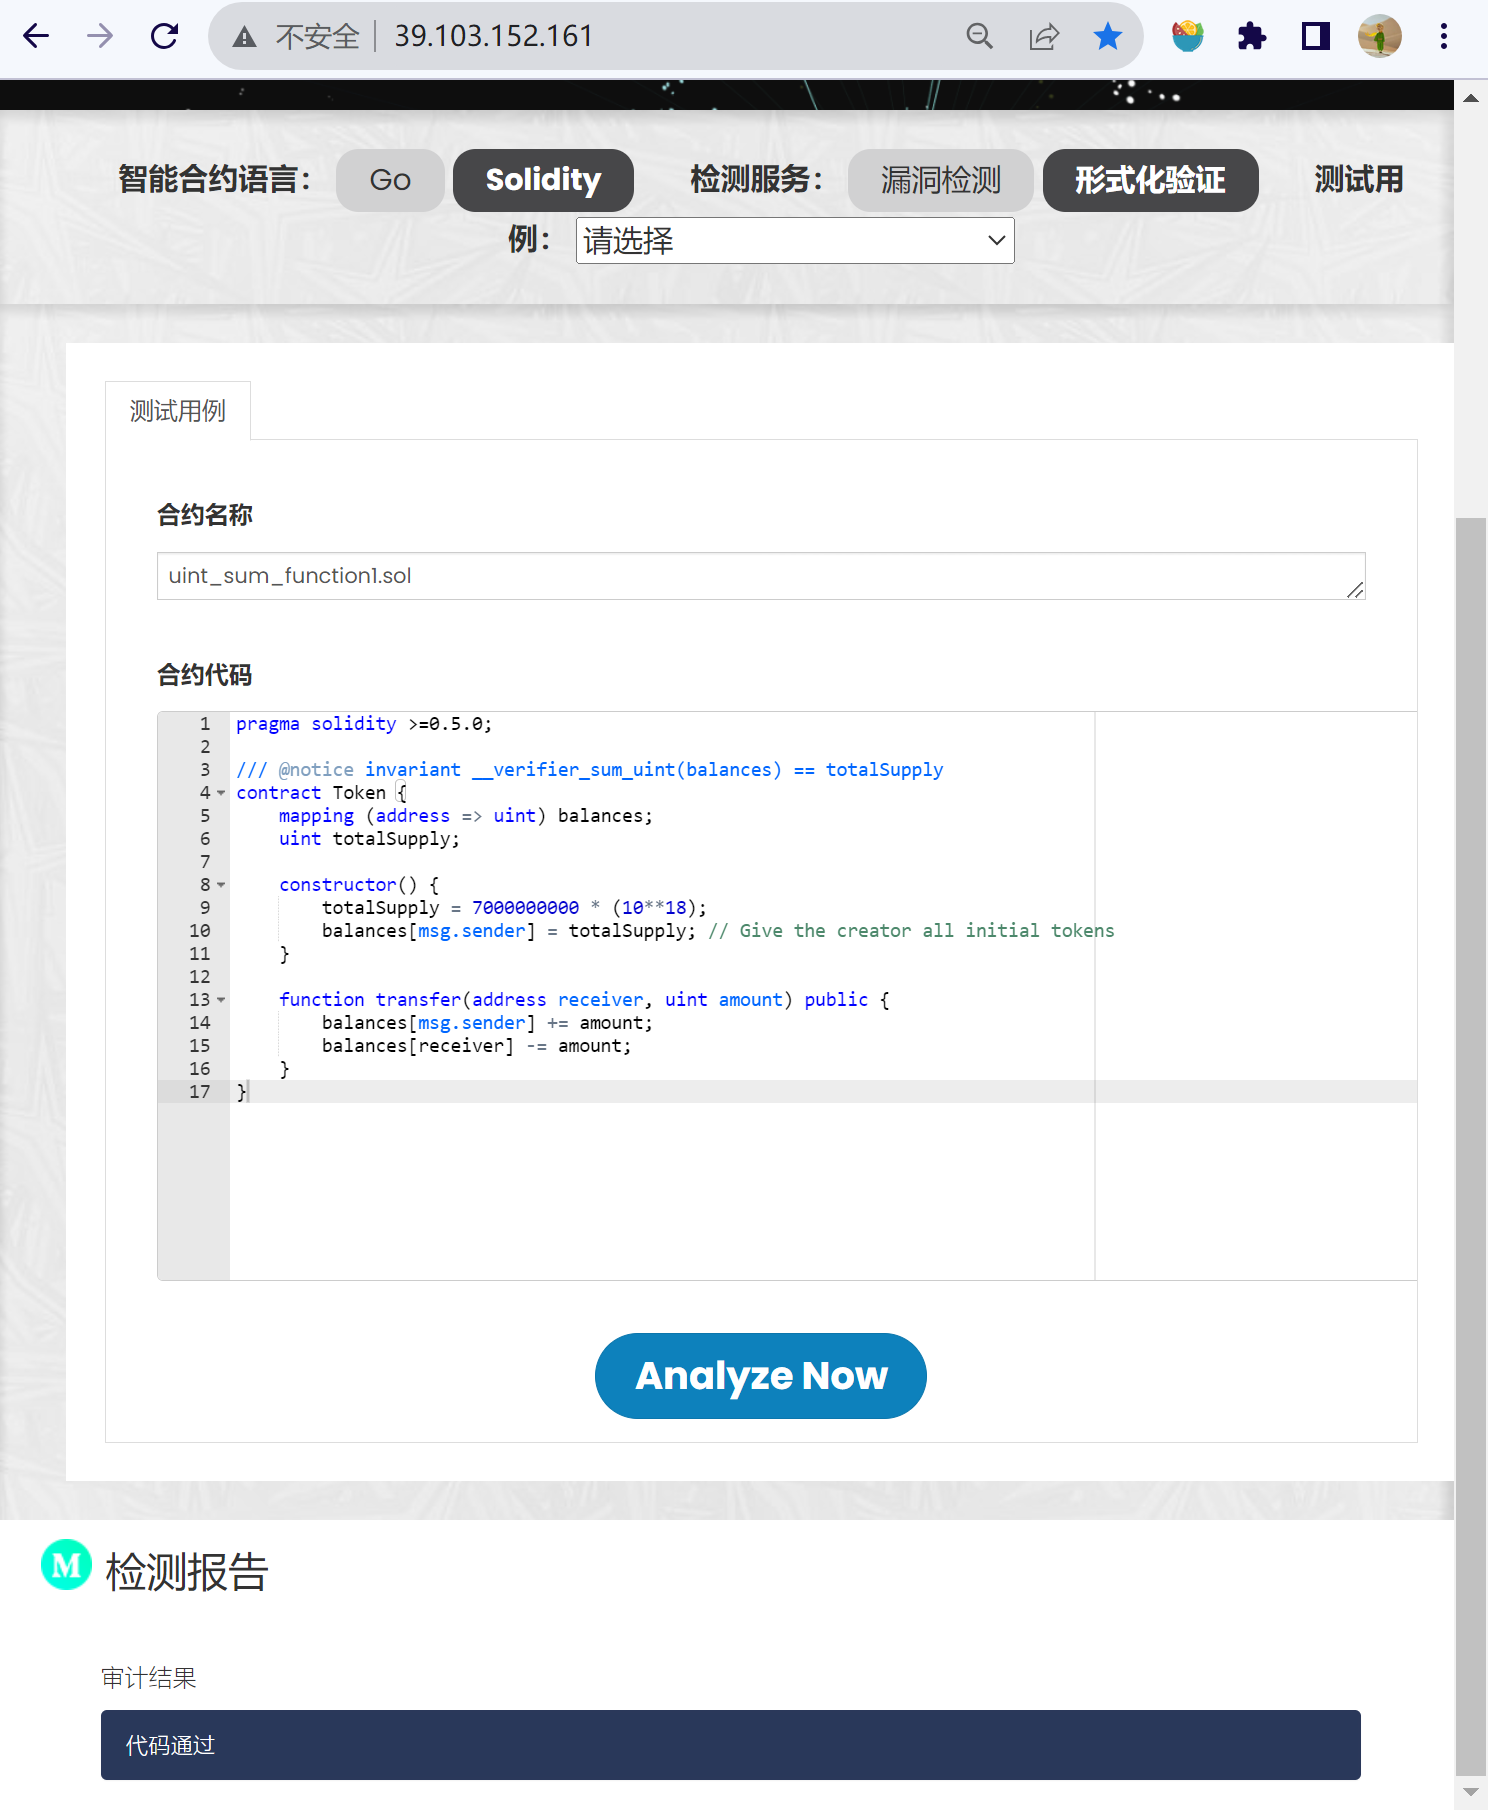 不安全 39.103.152.161
智能合约语言： Go Solidity 检测服务： 漏洞检测 形式化验证 测试用
例： 请选择
测试用例
合约名称
uint_sum_function1.sol
合约代码
1 pragma solidity >=0.5.0;
2
3 /// @notice invariant __verifier_sum_uint(balances) == totalSupply
4 contract Token {
5     mapping (address => uint) balances;
6     uint totalSupply;
7
8     constructor() {
9         totalSupply = 7000000000 * (10**18);
10         balances[msg.sender] = totalSupply; // Give the creator all initial tokens
11     }
12
13     function transfer(address receiver, uint amount) public {
14         balances[msg.sender] += amount;
15         balances[receiver] -= amount;
16     }
17 }
Analyze Now
M 检测报告
审计结果
代码通过